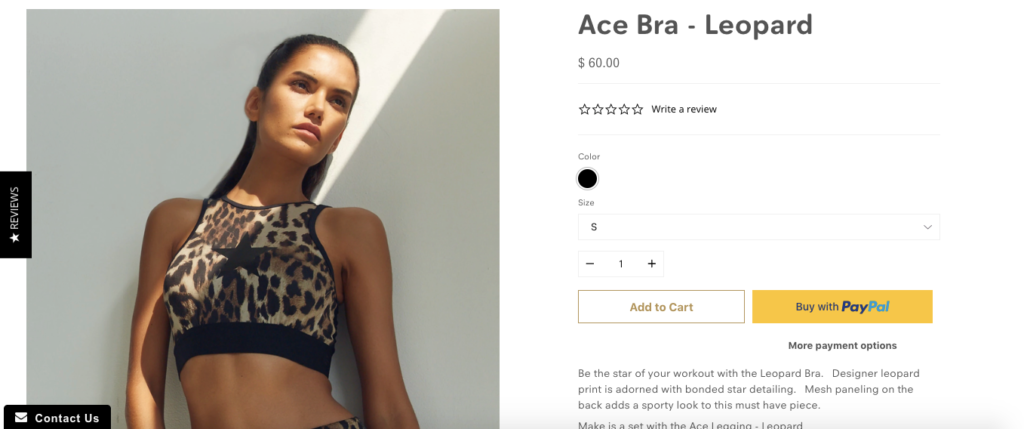 Ace Bra - Leopard
$ 60.00
Write a review
Color
Size
S
1
Add to Cart
Buy with PayPal
More payment options
Be the star of your workout with the Leopard Bra. Designer leopard
print is adorned with bonded star detailing. Mesh paneling on the
back adds a sporty look to this must have piece.
Make is a set with the Ace Legging - Leopard
REVIEWS
Contact Us